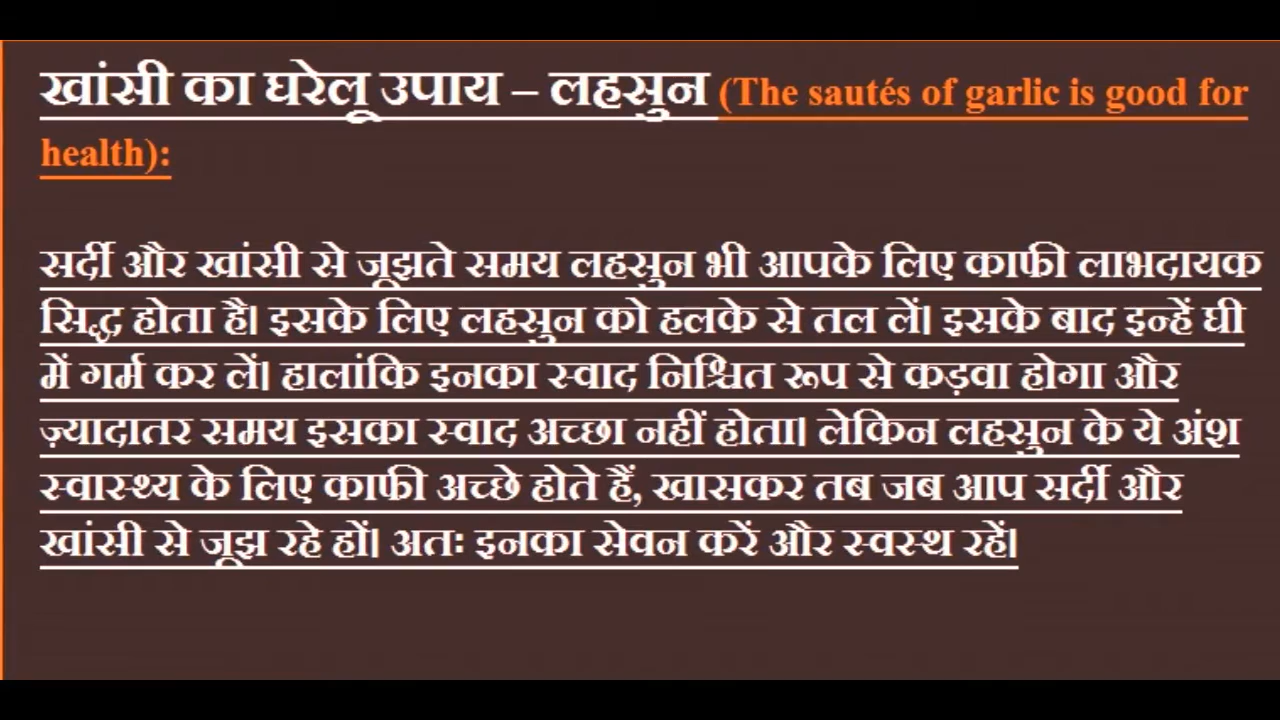 खांसी का घरेलू उपाय – लहसुन (The sautés of garlic is good for
health):
सर्दी और खांसी से जूझते समय लहसुन भी आपके लिए काफी लाभदायक
सिद्ध होता है। इसके लिए लहसुन को हलके से तल लें। इसके बाद इन्हें घी
में गर्म कर लें। हालांकि इनका स्वाद निश्चित रूप से कड़वा होगा और
ज़्यादातर समय इसका स्वाद अच्छा नहीं होता। लेकिन लहसुन के ये अंश
स्वास्थ्य के लिए काफी अच्छे होते हैं, खासकर तब जब आप सर्दी और
खांसी से जूझ रहे हों। अतः इनका सेवन करें और स्वस्थ रहें।